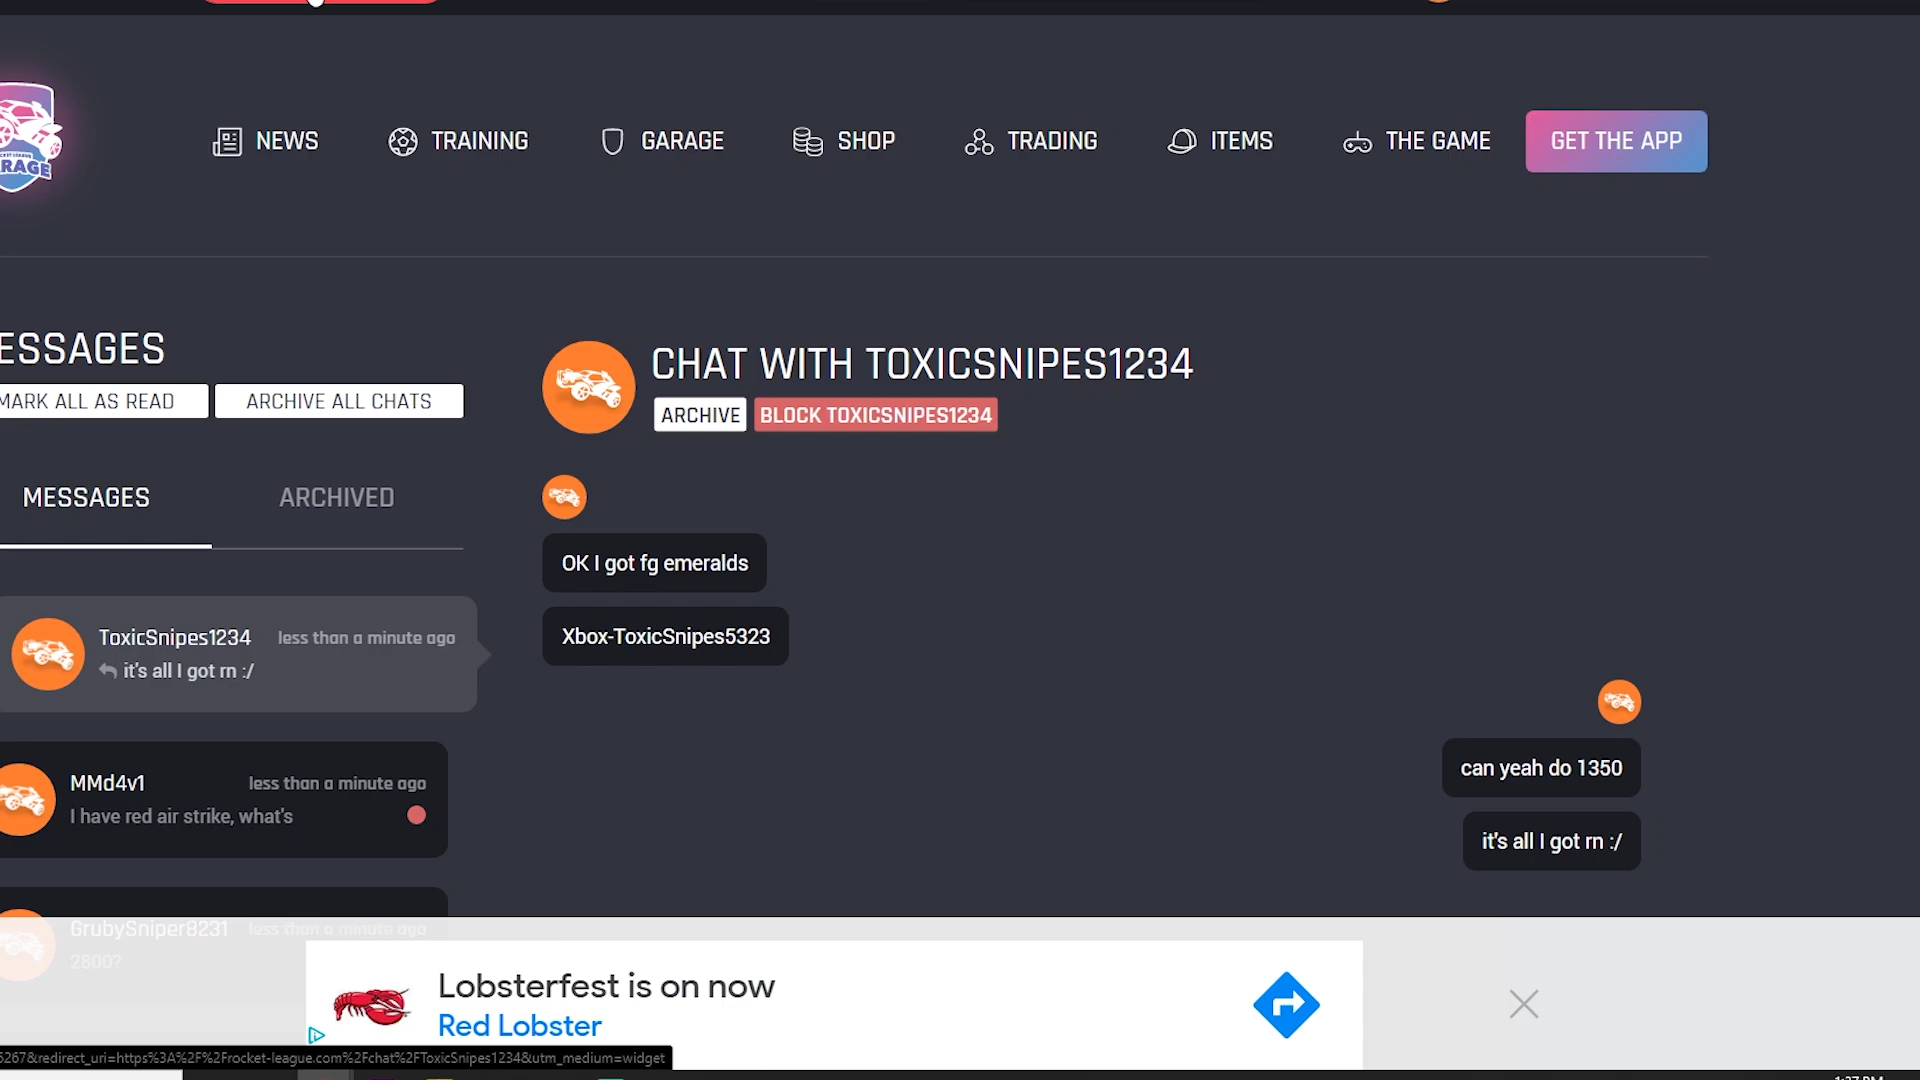 NEWS
TRAINING
GARAGE
SHOP
TRADING
ITEMS
THE GAME
GET THE APP
RAGE
ESSAGES
MARK ALL AS READ
ARCHIVE ALL CHATS
MESSAGES
ARCHIVED
ToxicSnipes1234 less than a minute ago
it's all I got rn :/
MMd4v1 less than a minute ago
I have red air strike, what's
GrubySniper8231 less than a minute ago
2800?
CHAT WITH TOXICSNIPES1234
ARCHIVE
BLOCK TOXICSNIPES1234
OK I got fg emeralds
Xbox-ToxicSnipes5323
can yeah do 1350
it's all I got rn :/
Lobsterfest is on now
Red Lobster
5267&redirect_uri=https%3A%2F%2Frocket-league.com%2Fchat%2FToxicSnipes1234&utm_medium=widget